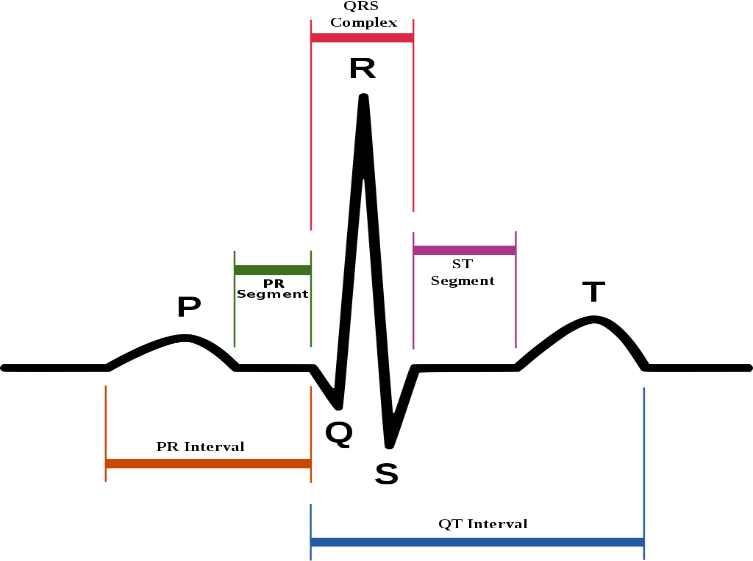 QRS
Complex
R
PR
Segment
ST
Segment
P
T
Q
S
PR Interval
QT Interval